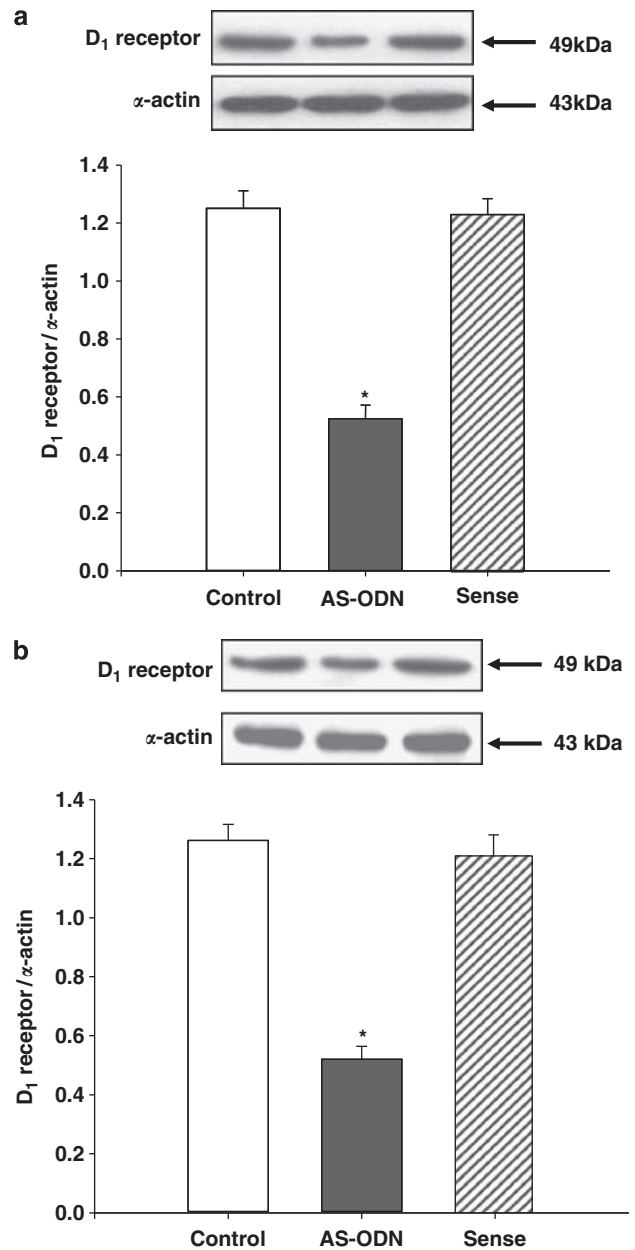 a
D₁ receptor
49kDa
α-actin
43kDa
1.4
1.2
1.0
0.8
0.6
0.4
0.2
0.0
D₁ receptor/α-actin
*
Control
AS-ODN
Sense
b
D₁ receptor
49 kDa
α-actin
43 kDa
1.4
1.2
1.0
0.8
0.6
0.4
0.2
0.0
D₁ receptor/α-actin
*
Control
AS-ODN
Sense